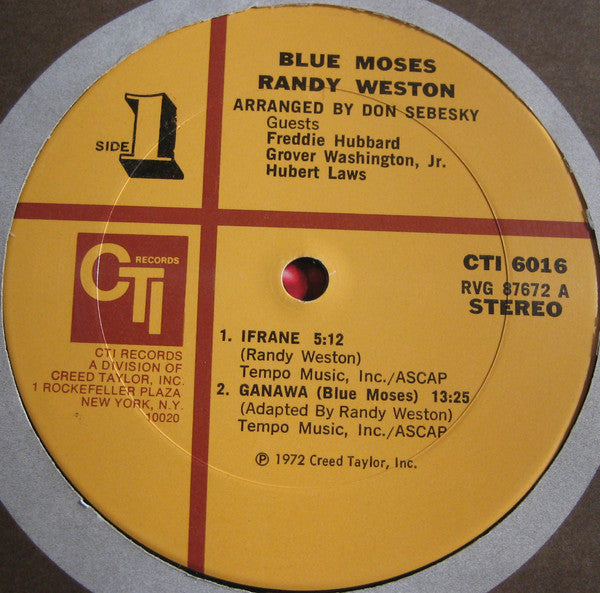 BLUE MOSES
RANDY WESTON
ARRANGED BY DON SEBESKY
Guests
Freddie Hubbard
Grover Washington, Jr.
Hubert Laws
SIDE 1
CTI RECORDS
CTI RECORDS
A DIVISION OF
CREED TAYLOR, INC.
1 ROCKEFELLER PLAZA
NEW YORK, N.Y.
10020
CTI 6016
RVG 87672 A
STEREO
1. IFRANE 5:12
(Randy Weston)
Tempo Music, Inc./ASCAP
2. GANAWA (Blue Moses) 13:25
(Adapted By Randy Weston)
Tempo Music, Inc./ASCAP
℗ 1972 Creed Taylor, Inc.